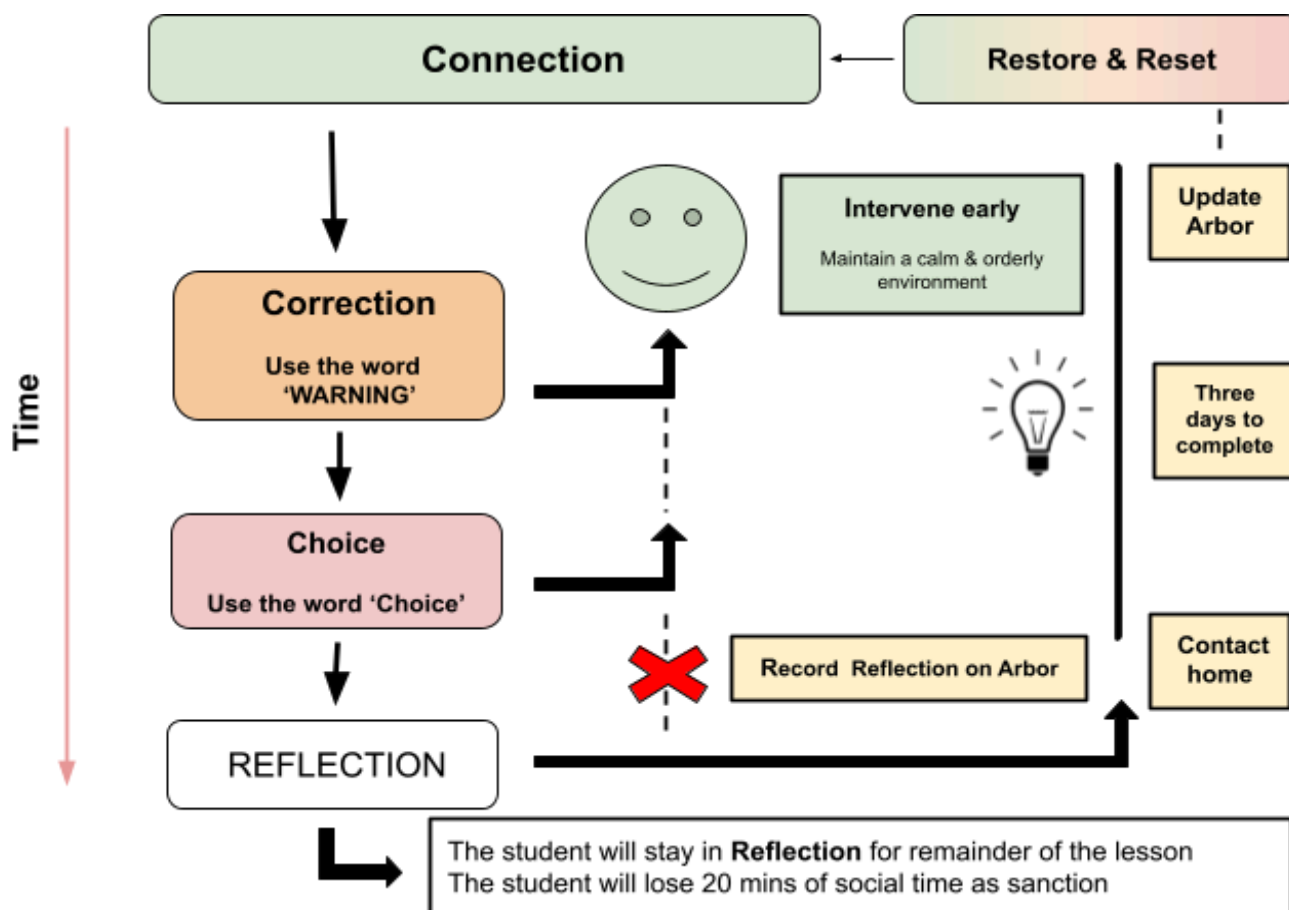 Connection
Restore & Reset
Time
Intervene early
Maintain a calm & orderly
environment
Update
Arbor
Correction
Use the word
‘WARNING’
Three
days to
complete
Choice
Use the word ‘Choice’
Record  Reflection on Arbor
Contact
home
REFLECTION
The student will stay in Reflection for remainder of the lesson
The student will lose 20 mins of social time as sanction